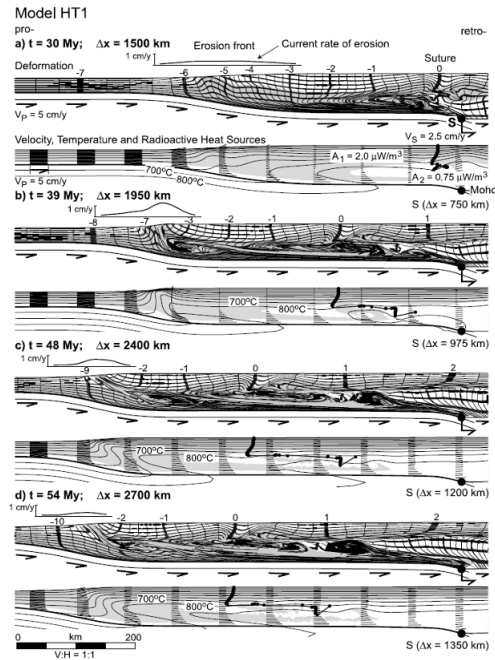 Model HT1
pro-
retro-
a) t = 30 My; Δx = 1500 km
Erosion front
Current rate of erosion
1 cm/y
Suture
Deformation
-7 -6 -5 -4 -3 -2 -1 0
V_P = 5 cm/y
S
V_S = 2.5 cm/y
Velocity, Temperature and Radioactive Heat Sources
700°C
800°C
A_1 = 2.0 μW/m³
A_2 = 0.75 μW/m³
V_P = 5 cm/y
Moho
b) t = 39 My; Δx = 1950 km
S (Δx = 750 km)
1 cm/y
-8 -7 -3 -2 -1 0 1
700°C
800°C
c) t = 48 My; Δx = 2400 km
S (Δx = 975 km)
1 cm/y
-9 -2 -1 0 1 2
700°C
800°C
d) t = 54 My; Δx = 2700 km
S (Δx = 1200 km)
1 cm/y
-10 -2 -1 0 1 2
700°C
800°C
0 km 200
V:H = 1:1
S (Δx = 1350 km)